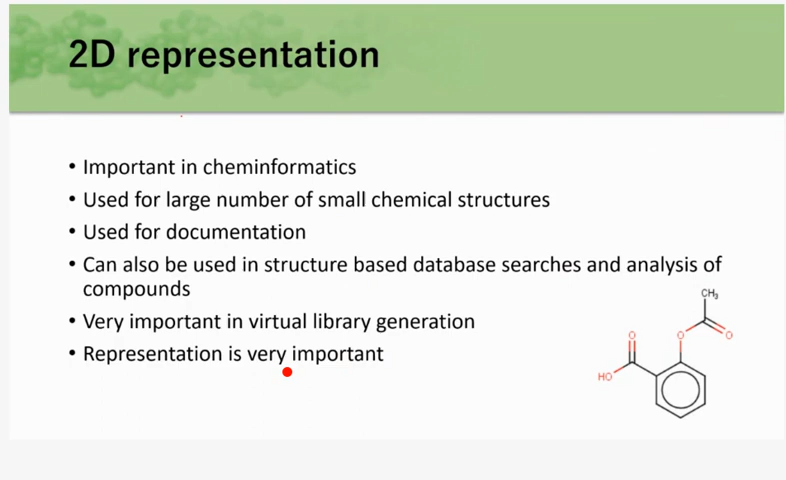 2D representation
• Important in cheminformatics
• Used for large number of small chemical structures
• Used for documentation
• Can also be used in structure based database searches and analysis of
compounds
• Very important in virtual library generation
• Representation is very important
CH₃
O
O
O
HO